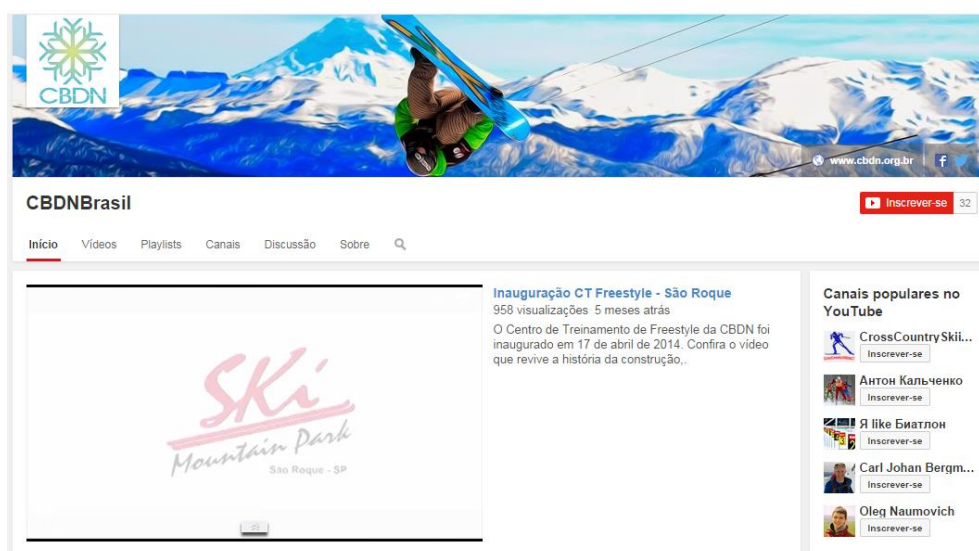 CBDN
www.cbdn.org.br
CBDNBrasil
Inscrever-se 32
Início Vídeos Playlists Canais Discussão Sobre
Inauguração CT Freestyle - São Roque
958 visualizações 5 meses atrás
O Centro de Treinamento de Freestyle da CBDN foi
inaugurado em 17 de abril de 2014. Confira o vídeo
que revive a história da construção,.
Ski
Mountain Park
São Roque - SP
Canais populares no
YouTube
CrossCountrySkii...
Inscrever-se
Антон Кальченко
Inscrever-se
Я like Биатлон
Inscrever-se
Carl Johan Bergm...
Inscrever-se
Oleg Naumovich
Inscrever-se